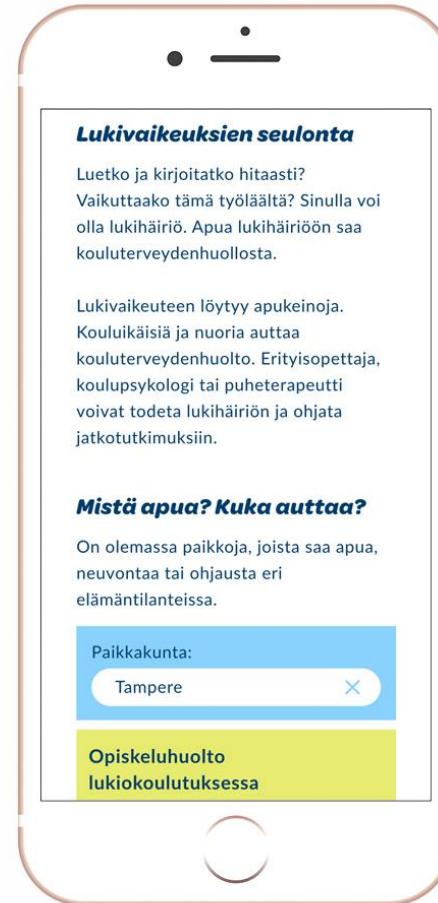 Lukivaikeuksien seulonta
Luetko ja kirjoitatko hitaasti?
Vaikuttaako tämä työläältä? Sinulla voi
olla lukihäiriö. Apua lukihäiriöön saa
kouluterveydenhuollosta.
Lukivaikeuteen löytyy apukeinoja.
Kouluikäisiä ja nuoria auttaa
kouluterveydenhuolto. Erityisopettaja,
koulupsykologi tai puheterapeutti
voivat todeta lukihäiriön ja ohjata
jatkotutkimuksiin.
Mistä apua? Kuka auttaa?
On olemassa paikkoja, joista saa apua,
neuvontaa tai ohjausta eri
elämäntilanteissa.
Paikkakunta:
Tampere
Opiskeluhuolto
lukiokoulutuksessa